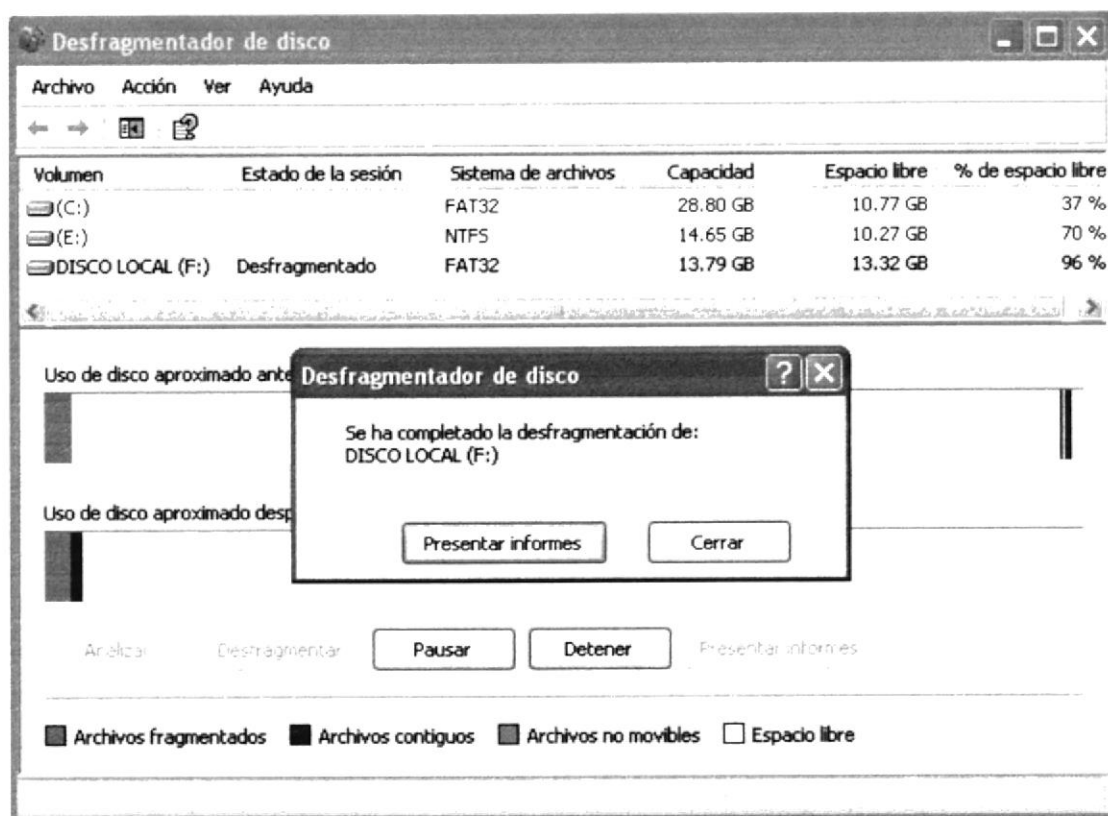 Desfragmentador de disco
Archivo Acción Ver Ayuda
Volumen Estado de la sesión Sistema de archivos Capacidad Espacio libre % de espacio libre
(C:) FAT32 28.80 GB 10.77 GB 37 %
(E:) NTFS 14.65 GB 10.27 GB 70 %
DISCO LOCAL (F:) Desfragmentado FAT32 13.79 GB 13.32 GB 96 %
Uso de disco aproximado ante
Desfragmentador de disco
Se ha completado la desfragmentación de:
DISCO LOCAL (F:)
Presentar informes Cerrar
Uso de disco aproximado desp
Analizar Desfragmentar Pausar Detener Presentar informes
Archivos fragmentados Archivos contiguos Archivos no movibles Espacio libre